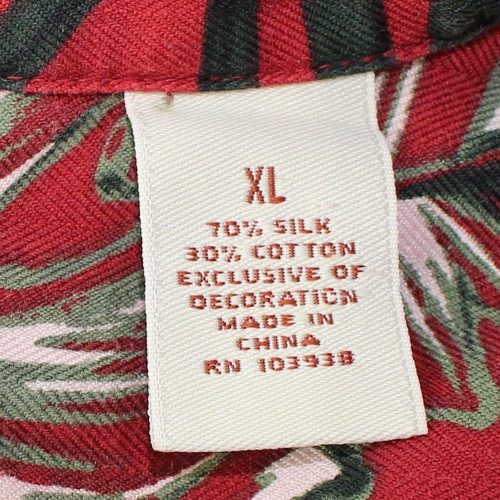 XL
70% SILK
30% COTTON
EXCLUSIVE OF
DECORATION
MADE IN
CHINA
RN 103938